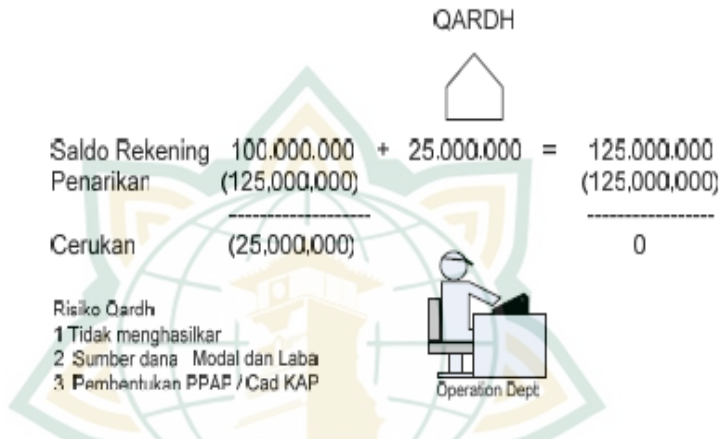 QARDH
Saldo Rekening 100.000.000 + 25.000.000 = 125.000.000
Penarikan (125,000,000) (125,000,000)
------------------- -----------------
Cerukan (25,000,000) 0
Risiko Qardh
1 Tidak menghasilkar
2 Sumber dana Modal dan Laba
3 Pembentukan PPAP / Cad KAP
Operation Dept